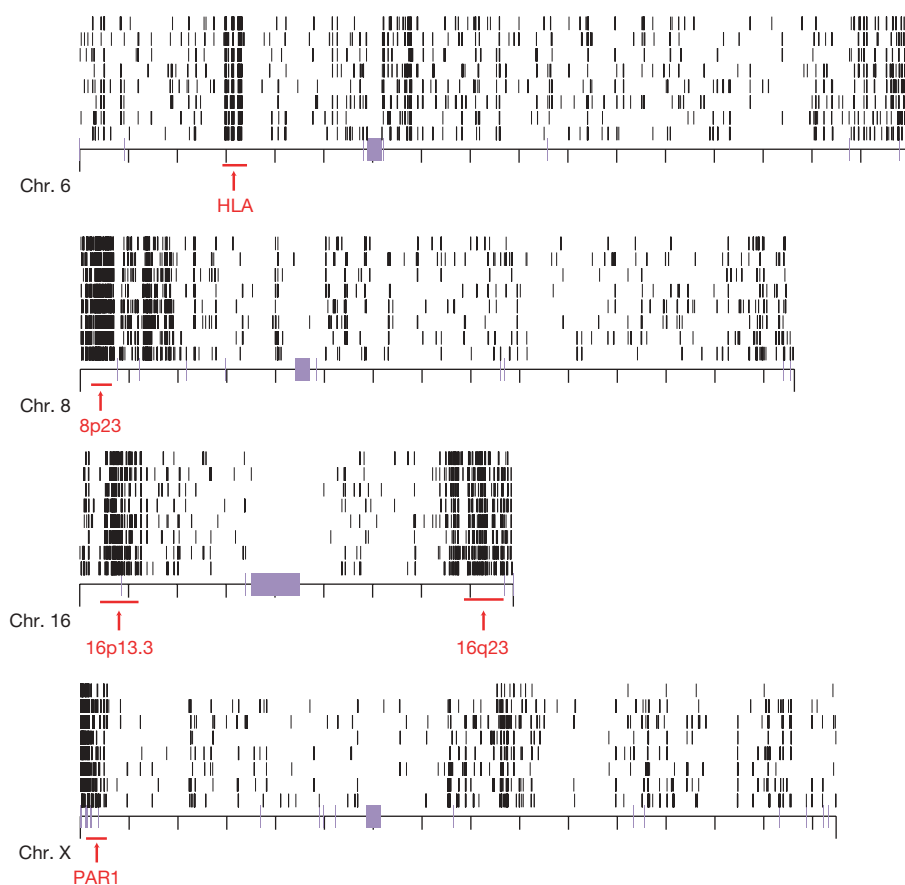 Chr. 6
HLA
Chr. 8
8p23
Chr. 16
16p13.3
16q23
Chr. X
PAR1